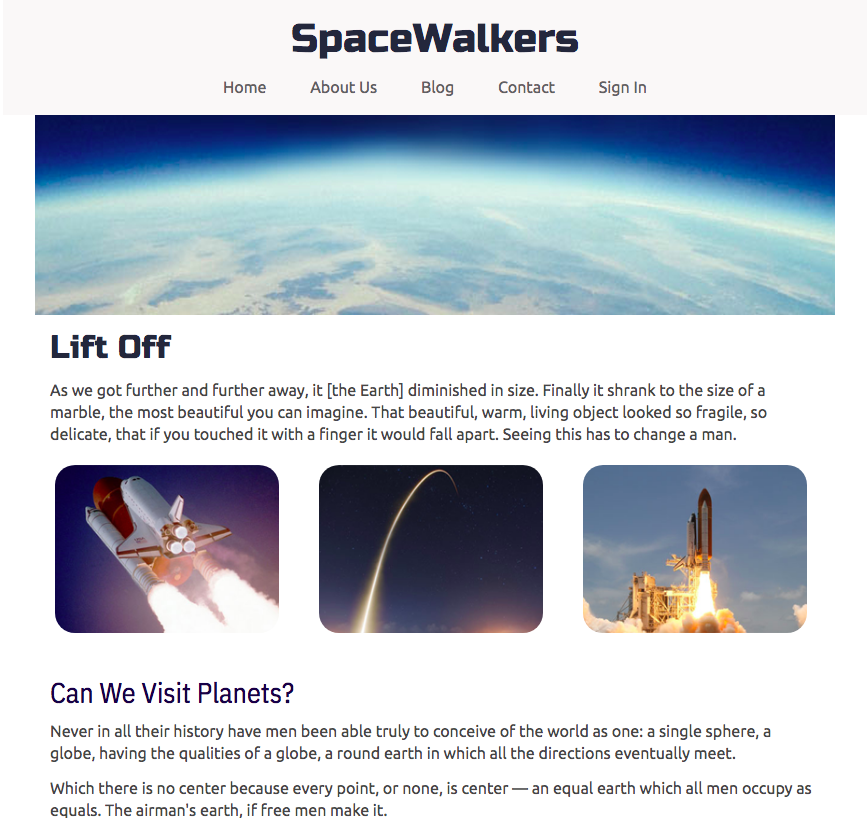 SpaceWalkers
Home About Us Blog Contact Sign In
Lift Off
As we got further and further away, it [the Earth] diminished in size. Finally it shrank to the size of a
marble, the most beautiful you can imagine. That beautiful, warm, living object looked so fragile, so
delicate, that if you touched it with a finger it would fall apart. Seeing this has to change a man.
Can We Visit Planets?
Never in all their history have men been able truly to conceive of the world as one: a single sphere, a
globe, having the qualities of a globe, a round earth in which all the directions eventually meet.
Which there is no center because every point, or none, is center — an equal earth which all men occupy as
equals. The airman's earth, if free men make it.